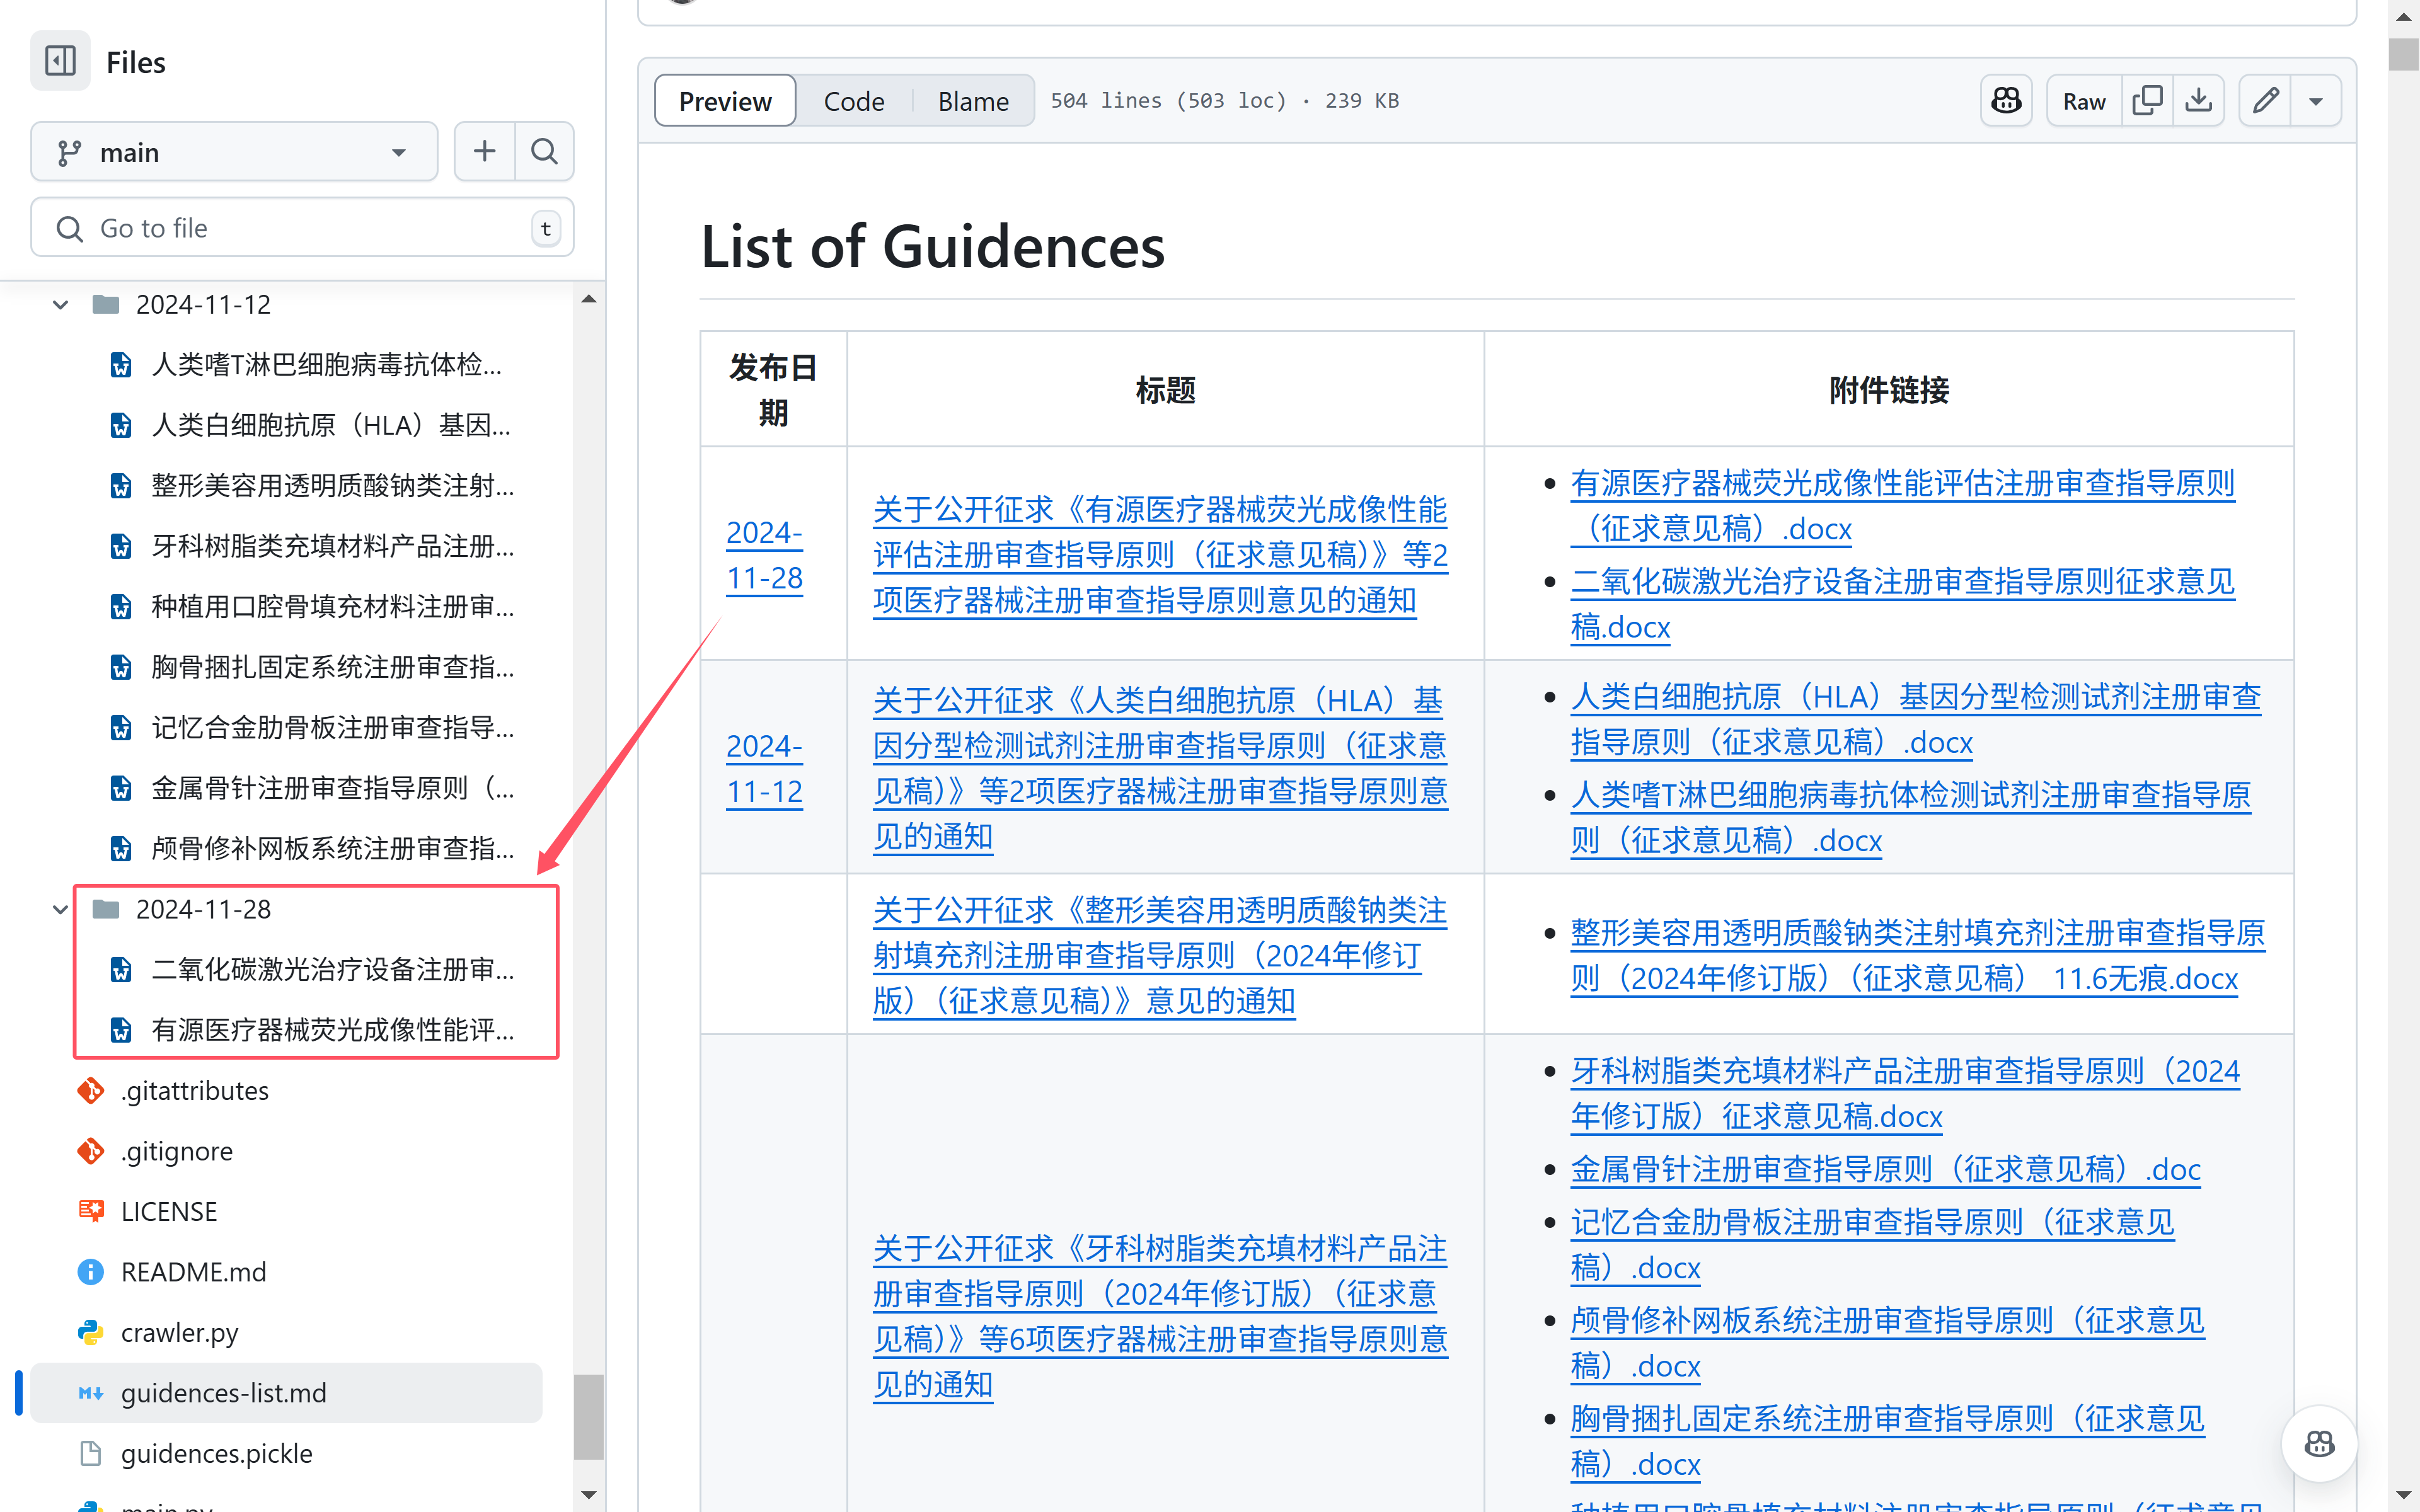 Files
main
Go to file
t
2024-11-12
人类嗜T淋巴细胞病毒抗体检...
人类白细胞抗原（HLA）基因...
整形美容用透明质酸钠类注射...
牙科树脂类充填材料产品注册...
种植用口腔骨填充材料注册审...
胸骨捆扎固定系统注册审查指...
记忆合金肋骨板注册审查指导...
金属骨针注册审查指导原则（...
颅骨修补网板系统注册审查指...
2024-11-28
二氧化碳激光治疗设备注册审...
有源医疗器械荧光成像性能评...
.gitattributes
.gitignore
LICENSE
README.md
crawler.py
guidences-list.md
guidences.pickle
main.py
Preview
Code
Blame
504 lines (503 loc) · 239 KB
Raw
List of Guidences
发布日
期
标题
附件链接
2024-
11-28
关于公开征求《有源医疗器械荧光成像性能
评估注册审查指导原则（征求意见稿）》等2
项医疗器械注册审查指导原则意见的通知
有源医疗器械荧光成像性能评估注册审查指导原则
（征求意见稿）.docx
二氧化碳激光治疗设备注册审查指导原则征求意见
稿.docx
2024-
11-12
关于公开征求《人类白细胞抗原（HLA）基
因分型检测试剂注册审查指导原则（征求意
见稿）》等2项医疗器械注册审查指导原则意
见的通知
人类白细胞抗原（HLA）基因分型检测试剂注册审查
指导原则（征求意见稿）.docx
人类嗜T淋巴细胞病毒抗体检测试剂注册审查指导原
则（征求意见稿）.docx
关于公开征求《整形美容用透明质酸钠类注
射填充剂注册审查指导原则（2024年修订
版）（征求意见稿）》意见的通知
整形美容用透明质酸钠类注射填充剂注册审查指导原
则（2024年修订版）（征求意见稿） 11.6无痕.docx
关于公开征求《牙科树脂类充填材料产品注
册审查指导原则（2024年修订版）（征求意
见稿）》等6项医疗器械注册审查指导原则意
见的通知
牙科树脂类充填材料产品注册审查指导原则（2024
年修订版）征求意见稿.docx
金属骨针注册审查指导原则（征求意见稿）.doc
记忆合金肋骨板注册审查指导原则（征求意见
稿）.docx
颅骨修补网板系统注册审查指导原则（征求意见
稿）.docx
胸骨捆扎固定系统注册审查指导原则（征求意见
稿）.docx
种植用口腔骨填充材料注册审查指导原则（征求意见